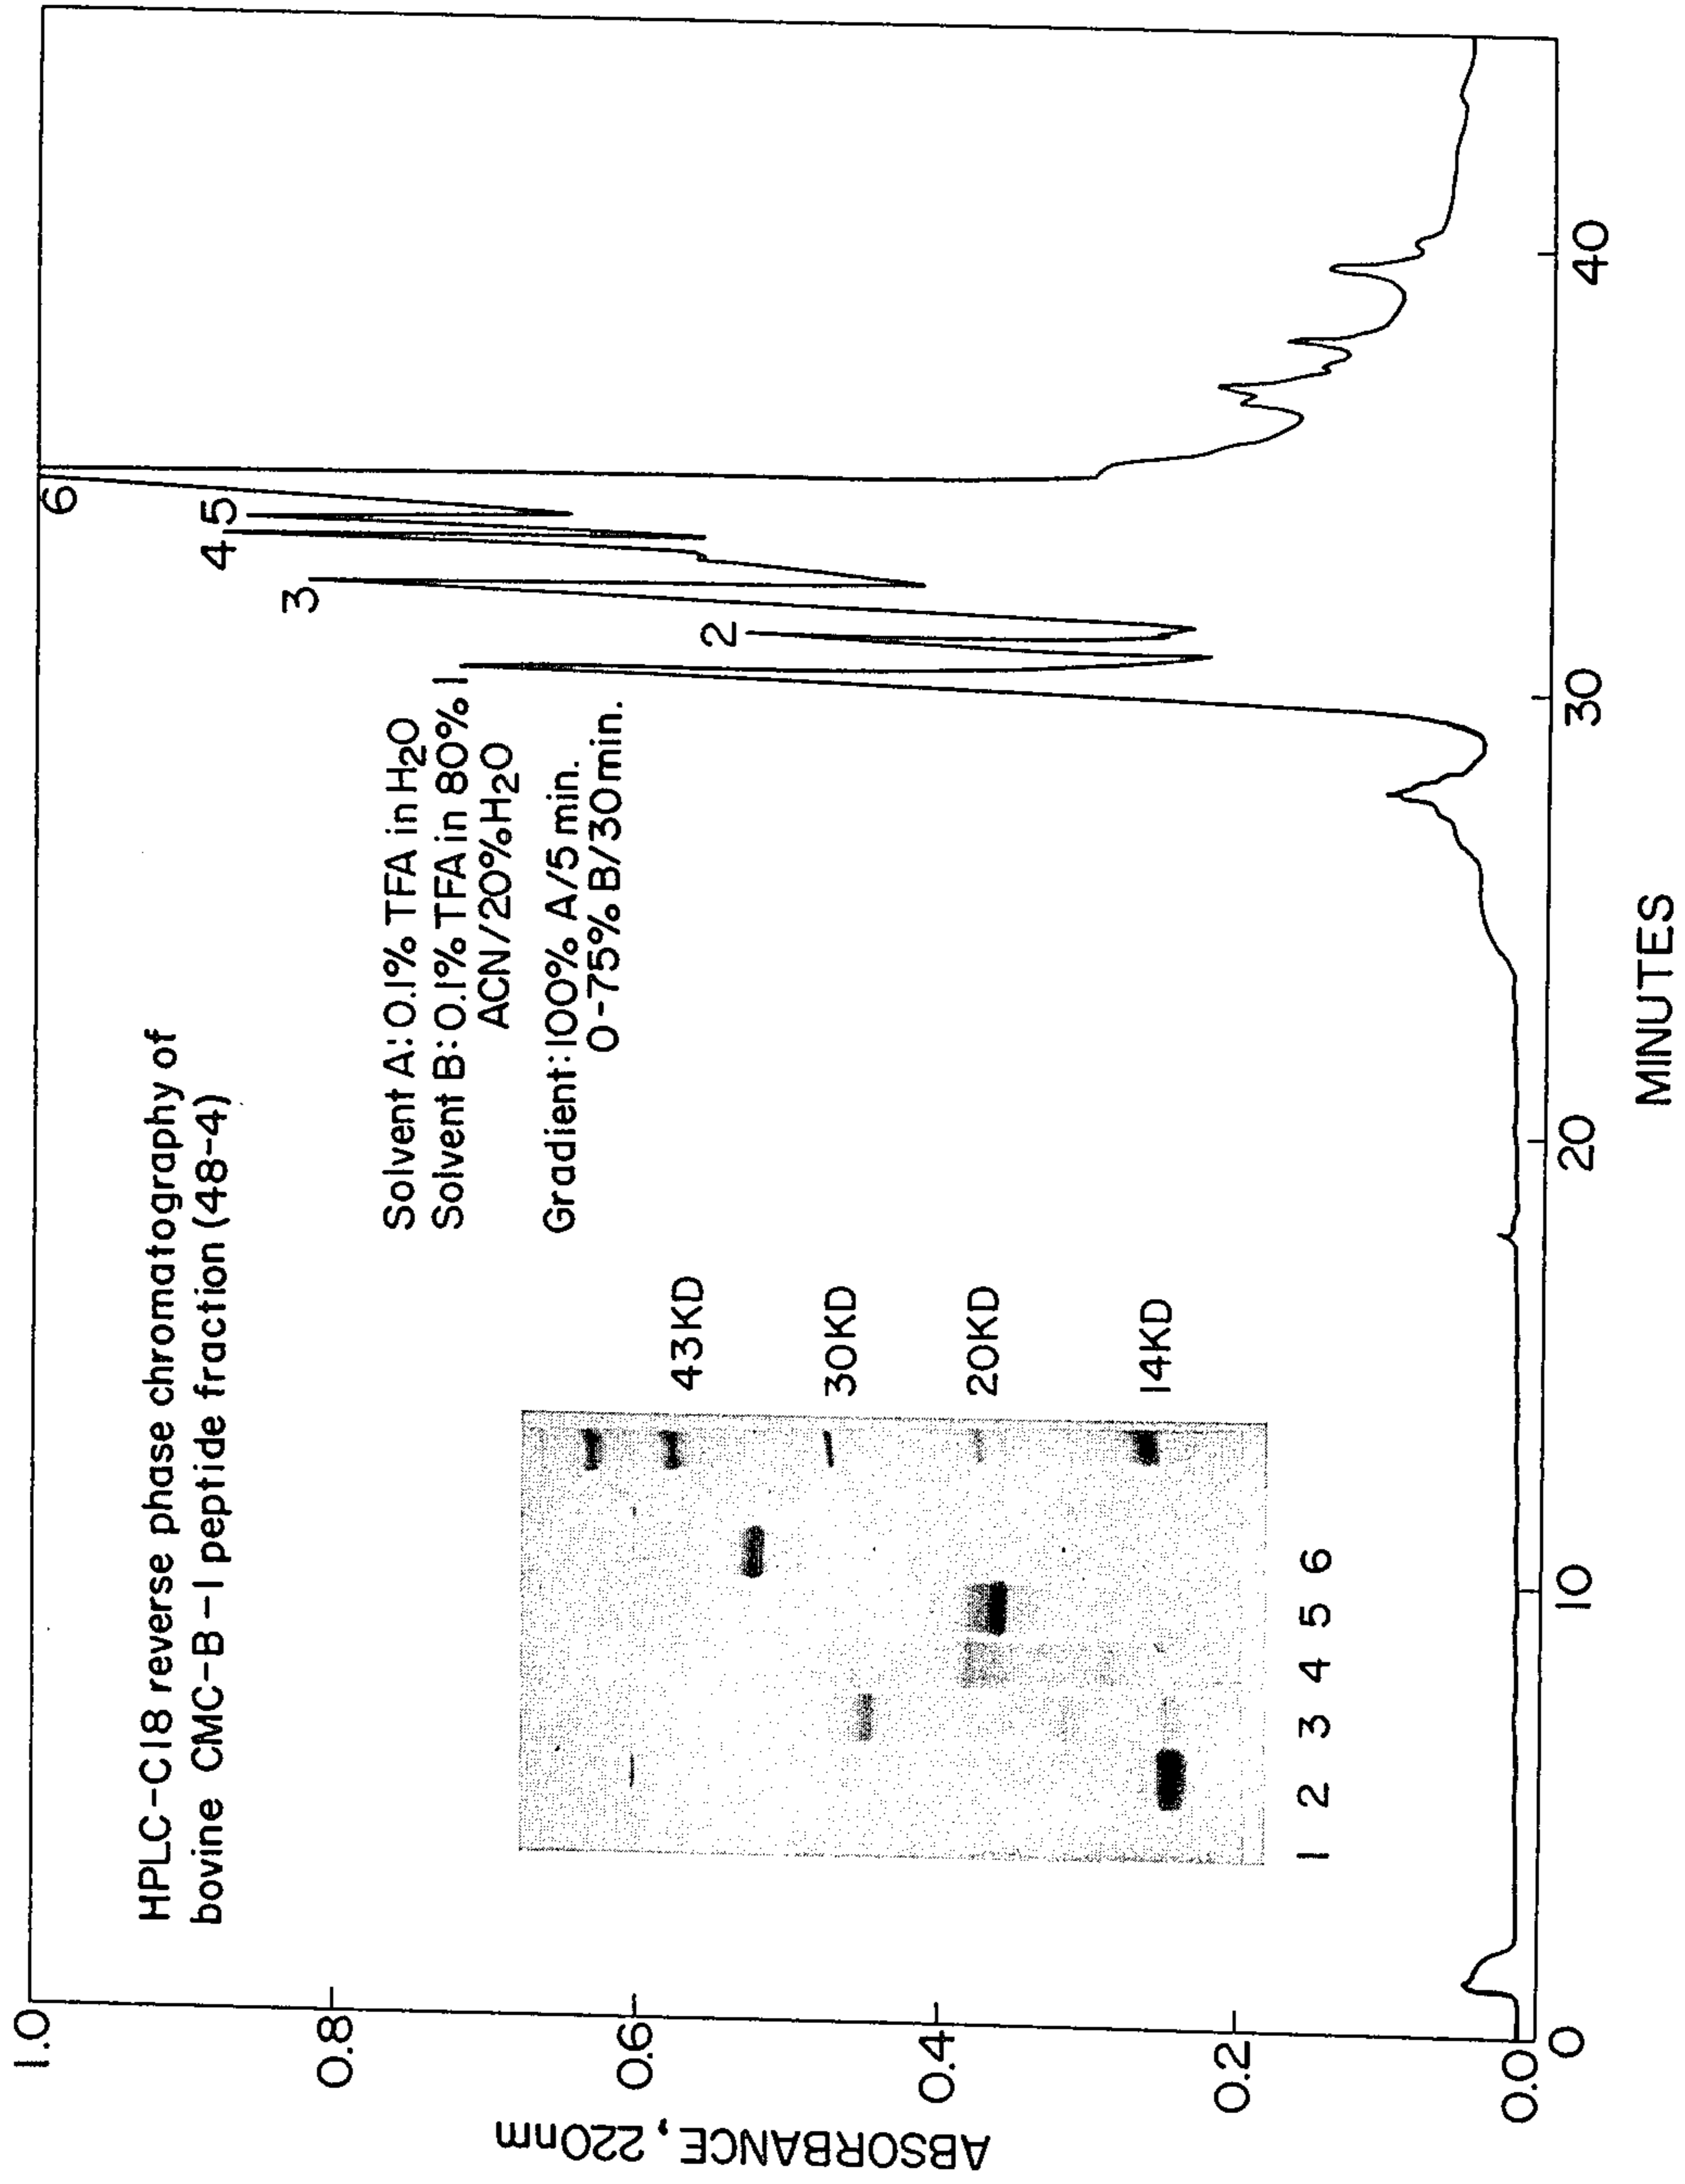 HPLC-C18 reverse phase chromatography of
bovine CMC-B-1 peptide fraction (48-4)
Solvent A: 0.1% TFA in H₂O
Solvent B: 0.1% TFA in 80%
ACN/20% H₂O
Gradient: 100% A/5 min.
0-75% B/30 min.
1
2
3
4
5
6
43KD
30KD
20KD
14KD
1 2 3 4 5 6
ABSORBANCE, 220nm
1.0
0.8
0.6
0.4
0.2
0.0
0 10 20 30 40
MINUTES